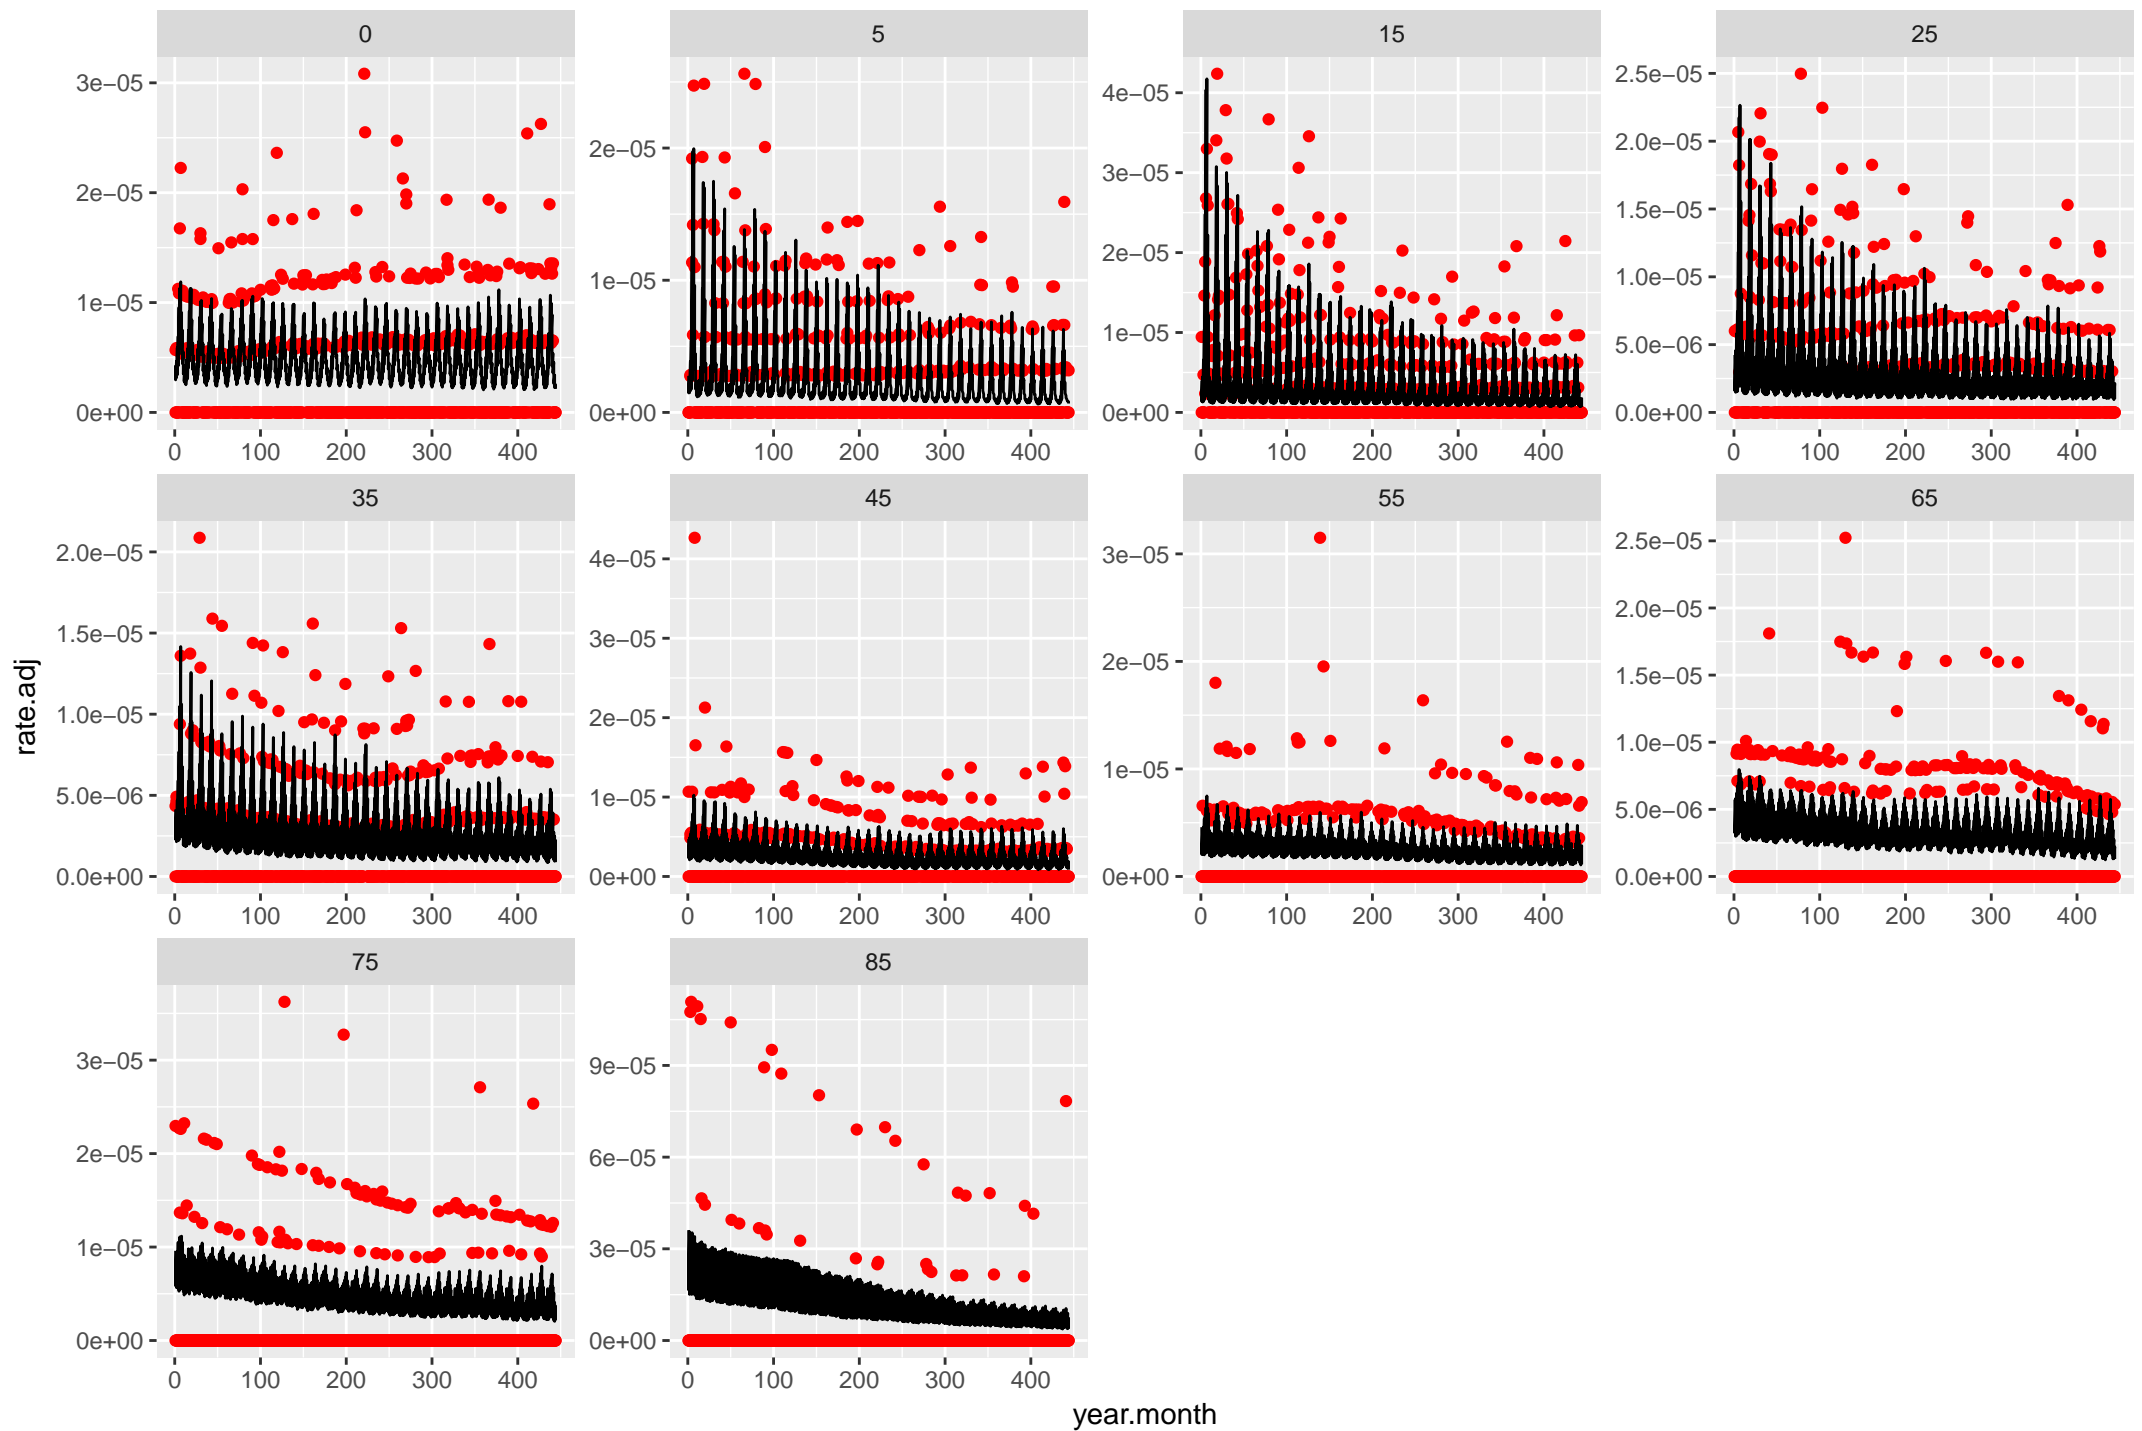 0 5 15 25
3e−05
2e−05
1e−05
0e+00
2e−05
1e−05
0e+00
4e−05
3e−05
2e−05
1e−05
0e+00
2.5e−05
2.0e−05
1.5e−05
1.0e−05
5.0e−06
0.0e+00
0 100 200 300 400 0 100 200 300 400 0 100 200 300 400 0 100 200 300 400
35 45 55 65
2.0e−05
1.5e−05
1.0e−05
5.0e−06
0.0e+00
4e−05
3e−05
2e−05
1e−05
0e+00
3e−05
2e−05
1e−05
0e+00
2.5e−05
2.0e−05
1.5e−05
1.0e−05
5.0e−06
0.0e+00
0 100 200 300 400 0 100 200 300 400 0 100 200 300 400 0 100 200 300 400
75 85
3e−05
2e−05
1e−05
0e+00
9e−05
6e−05
3e−05
0e+00
0 100 200 300 400 0 100 200 300 400
rate.adj
year.month